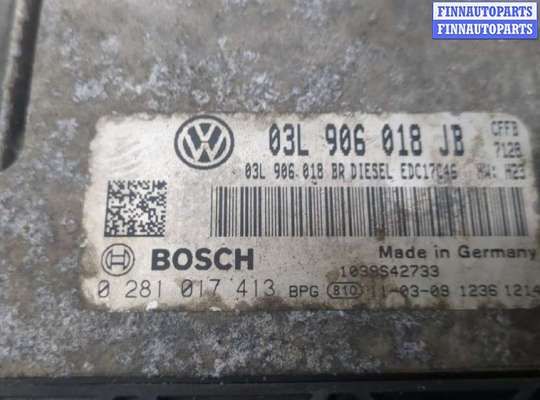 FINNAUTOPARTS
FINNAUTOPARTS
03L 906 018 JB CFFB
03L 906 018 BR DIESEL EDC17C46 7128
HW: H23
BOSCH Made in Germany
1039S42733
0 281 017 413 BPG 810 11-03-09 1236 1214